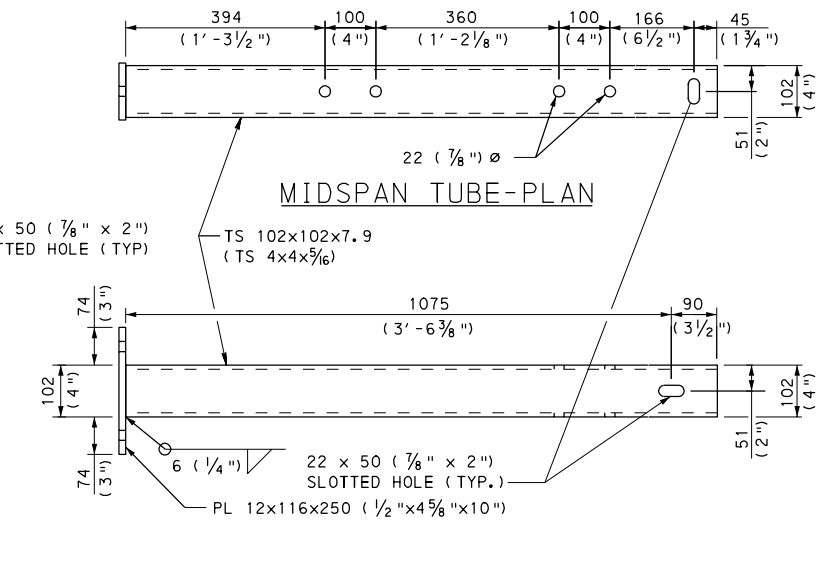 394 100 360 100 166 45
(1'-3½") (4") (1'-2⅛") (4") (6½") (1¾")
102
(4")
51
(2")
22 (⅞") ø
MIDSPAN TUBE-PLAN
x 50 (⅞" x 2")
TTED HOLE (TYP)
TS 102x102x7.9
(TS 4x4x5/16)
74
(3")
1075 90
(3'-6⅜") (3½")
102
(4")
102
(4")
51
(2")
74
(3")
6 (¼")
22 x 50 (⅞" x 2")
SLOTTED HOLE (TYP.)
PL 12x116x250 (½"x4⅝"x10")